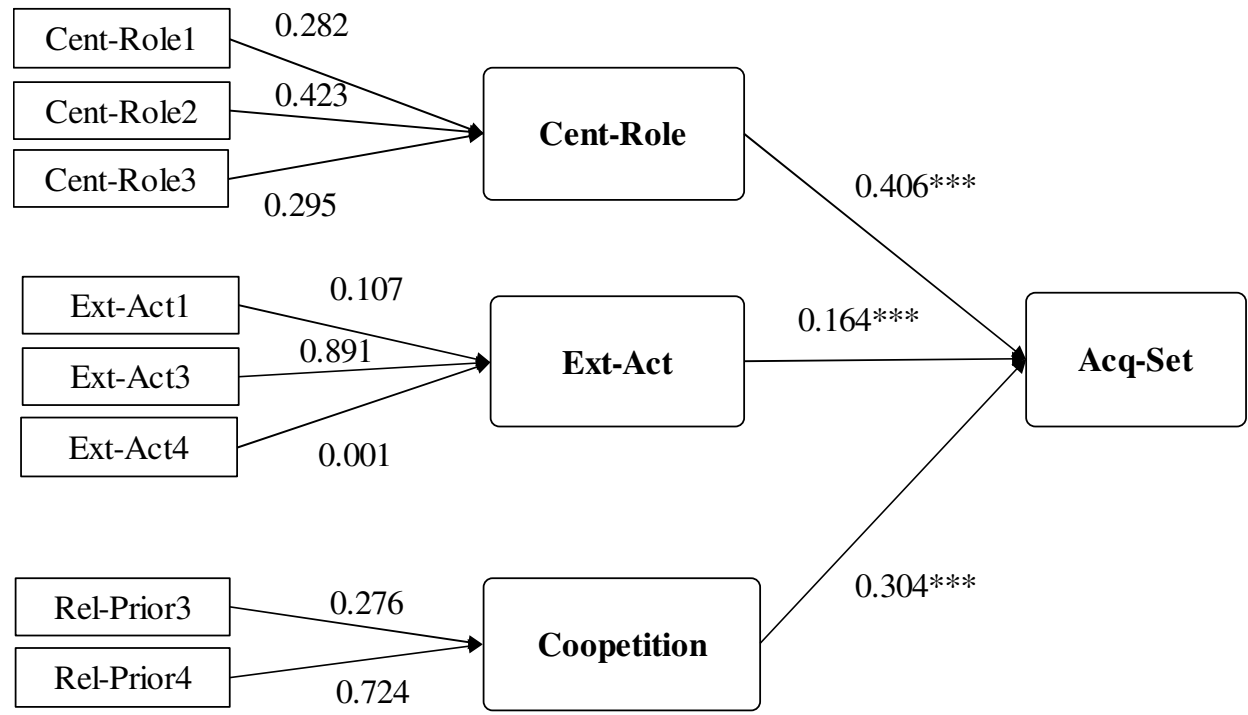 Cent-Role1
0.282
Cent-Role2
0.423
Cent-Role3
0.295
Cent-Role
0.406***
Ext-Act1
0.107
Ext-Act3
0.891
Ext-Act4
0.001
Ext-Act
0.164***
Acq-Set
Rel-Prior3
0.276
Rel-Prior4
0.724
Coopetition
0.304***